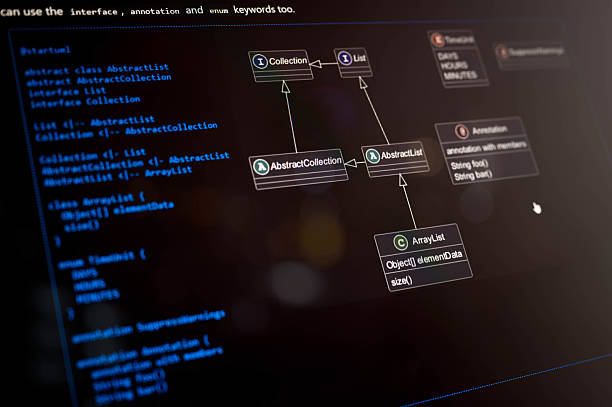 can use the interface, annotation and enum keywords too.
@startuml
abstract class AbstractList
abstract AbstractCollection
interface List
interface Collection
List <|-- AbstractList
Collection <|-- AbstractCollection
Collection <|- List
AbstractCollection <|- AbstractList
AbstractList <|-- ArrayList
class ArrayList {
Object[] elementData
size()
}
enum TimeUnit {
DAYS
HOURS
MINUTES
}
annotation SuppressWarnings
annotation Annotation {
annotation with members
String foo()
String bar()
I Collection
I List
A AbstractCollection
A AbstractList
C ArrayList
Object[] elementData
size()
E TimeUnit
DAYS
HOURS
MINUTES
SuppressWarnings
@ Annotation
annotation with members
String foo()
String bar()